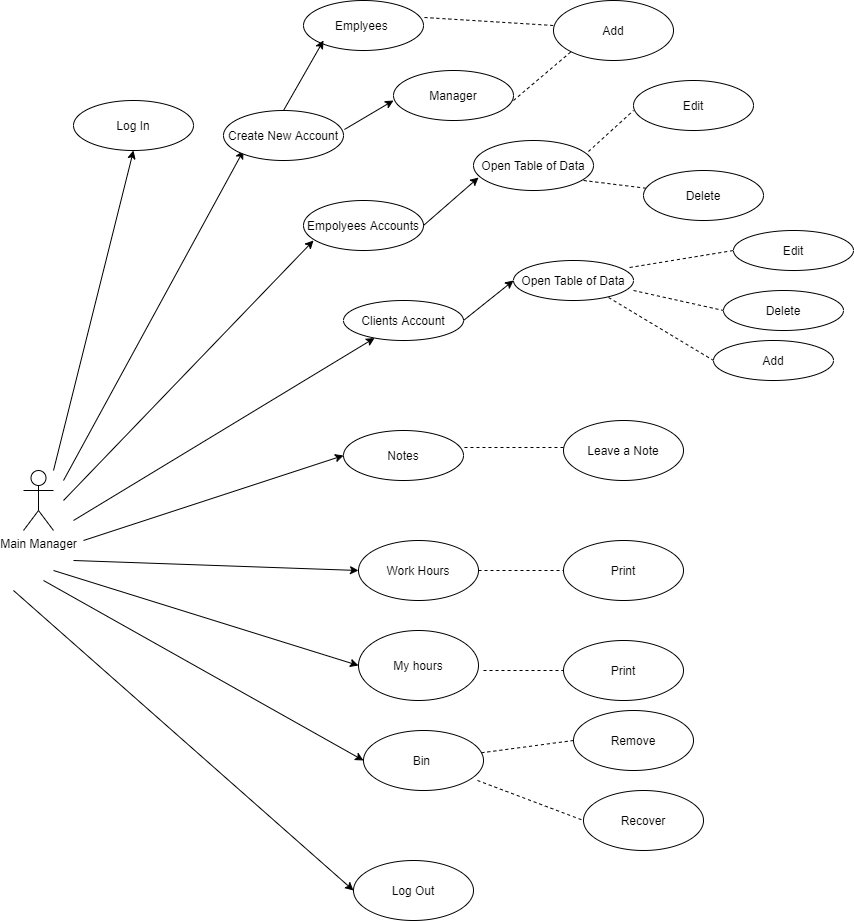 Emplyees
Add
Manager
Log In
Create New Account
Edit
Open Table of Data
Delete
Empolyees Accounts
Edit
Open Table of Data
Delete
Clients Account
Add
Notes
Leave a Note
Main Manager
Work Hours
Print
My hours
Print
Remove
Bin
Recover
Log Out